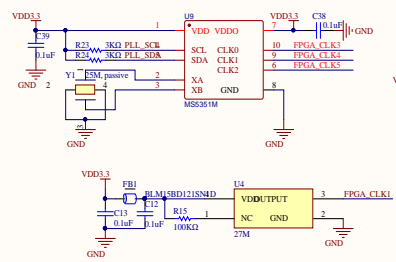 VDD3.3
U9
VDD3.3
C38
0.1uF
GND
1
VDD VDDO
7
C39
0.1uF
R23 3KΩ PLL_SCL
SCL CLK0
10 FPGA_CLK3
R24 3KΩ PLL_SDA
SDA CLK1
9 FPGA_CLK4
CLK2
6 FPGA_CLK5
Y1
1
25M, passive
2
XA
GND 2
4
3
XB GND
8
MS5351M
3
GND
GND
VDD3.3
FB1
BLM15BD121SN1D
4
U4
VDD OUTPUT
3 FPGA_CLK1
C13
0.1uF
C12
0.1uF
R15
100KΩ
1
NC GND
2
27M
GND
GND